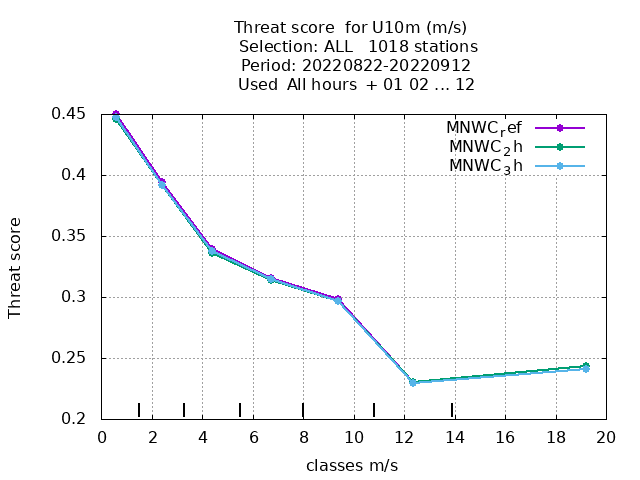 Threat score  for U10m (m/s)
Selection: ALL   1018 stations
Period: 20220822-20220912
Used  All hours  + 01 02 ... 12
MNWC_ref
MNWC_2h
MNWC_3h
0.45
0.4
0.35
0.3
0.25
0.2
Threat score
0 2 4 6 8 10 12 14 16 18 20
classes m/s